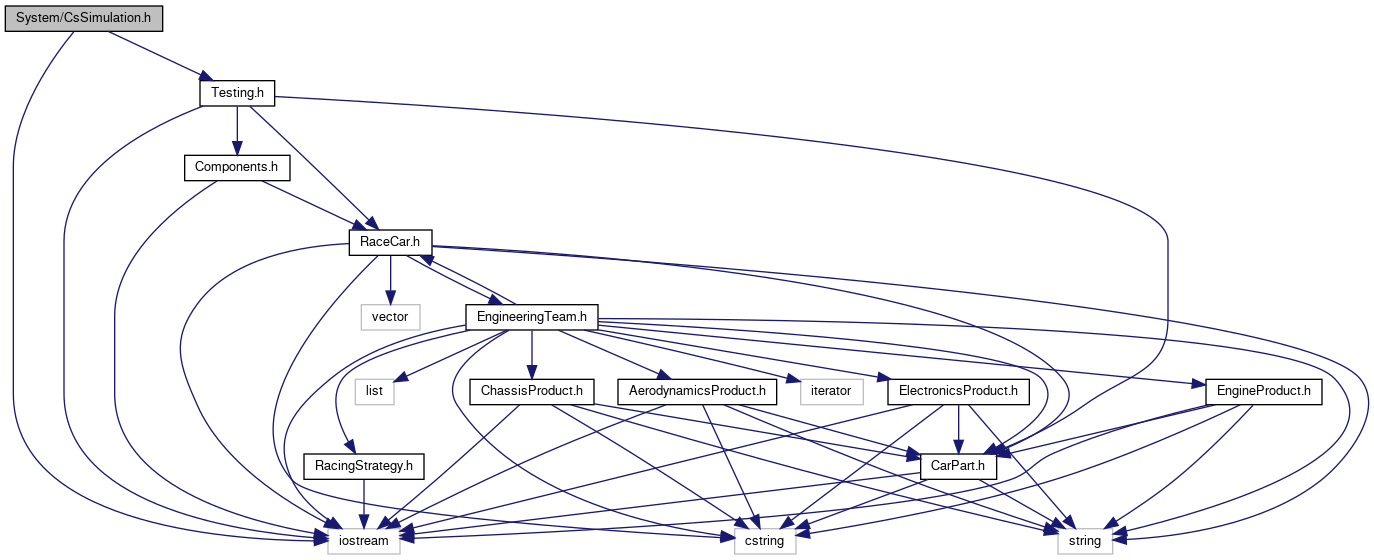 System/CsSimulation.h
Testing.h
Components.h
RaceCar.h
vector
EngineeringTeam.h
list
ChassisProduct.h
AerodynamicsProduct.h
iterator
ElectronicsProduct.h
EngineProduct.h
RacingStrategy.h
CarPart.h
iostream
cstring
string